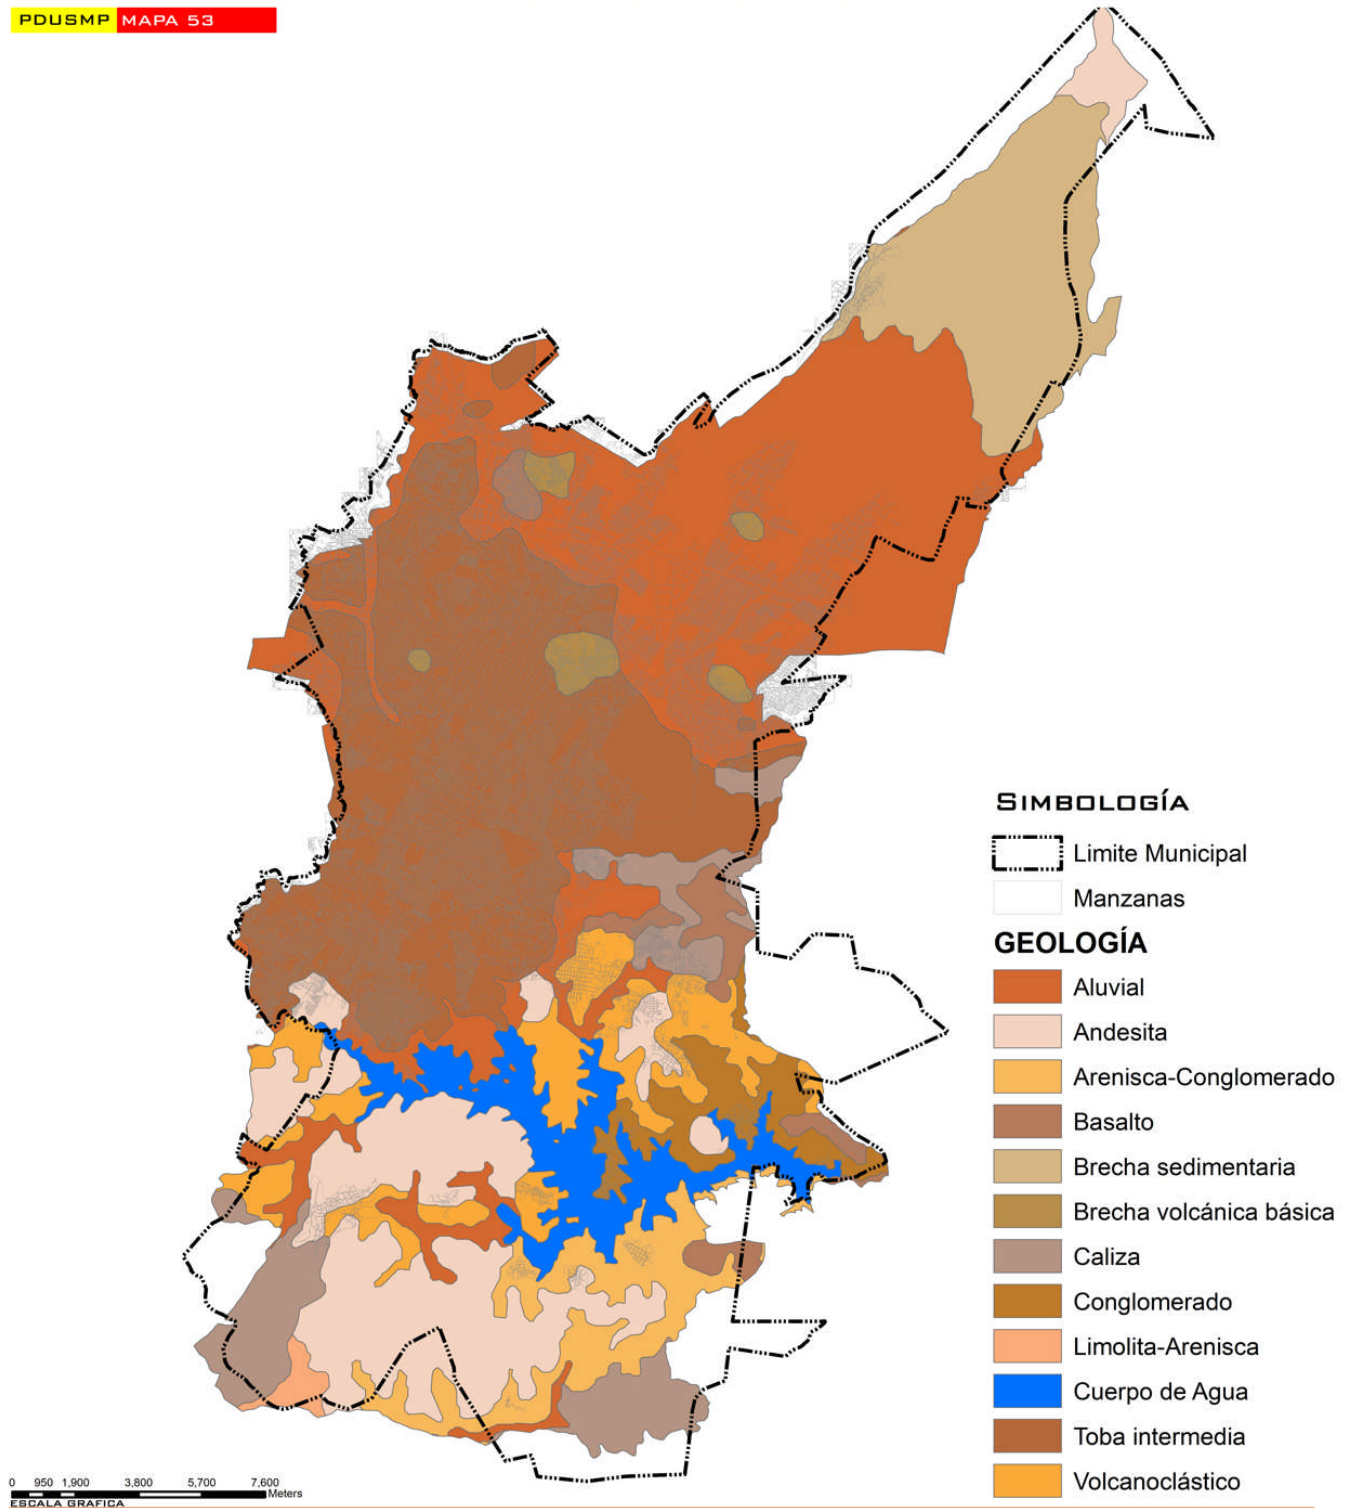 PDUSMP MAPA 53
SIMBOLOGÍA
Limite Municipal
Manzanas
GEOLOGÍA
Aluvial
Andesita
Arenisca-Conglomerado
Basalto
Brecha sedimentaria
Brecha volcánica básica
Caliza
Conglomerado
Limolita-Arenisca
Cuerpo de Agua
Toba intermedia
Volcanoclástico
0 950 1,900 3,800 5,700 7,600
Meters
ESCALA GRAFICA